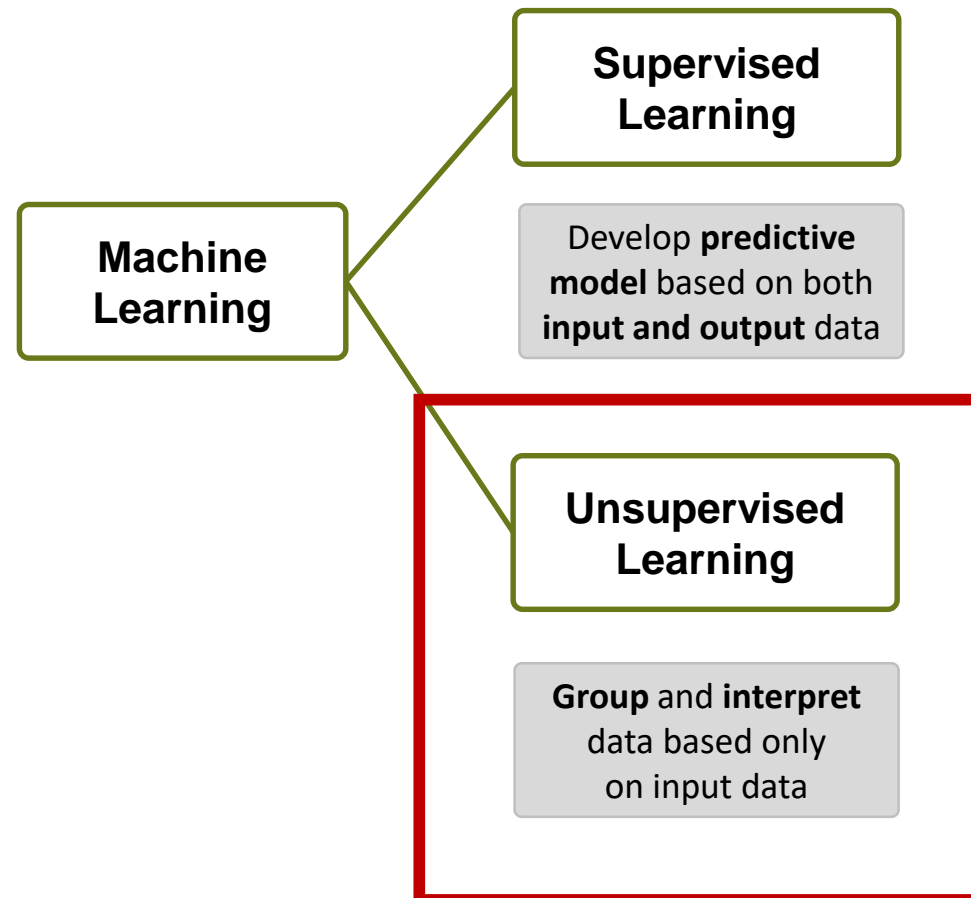 Supervised
Learning
Machine
Learning
Develop predictive
model based on both
input and output data
Unsupervised
Learning
Group and interpret
data based only
on input data